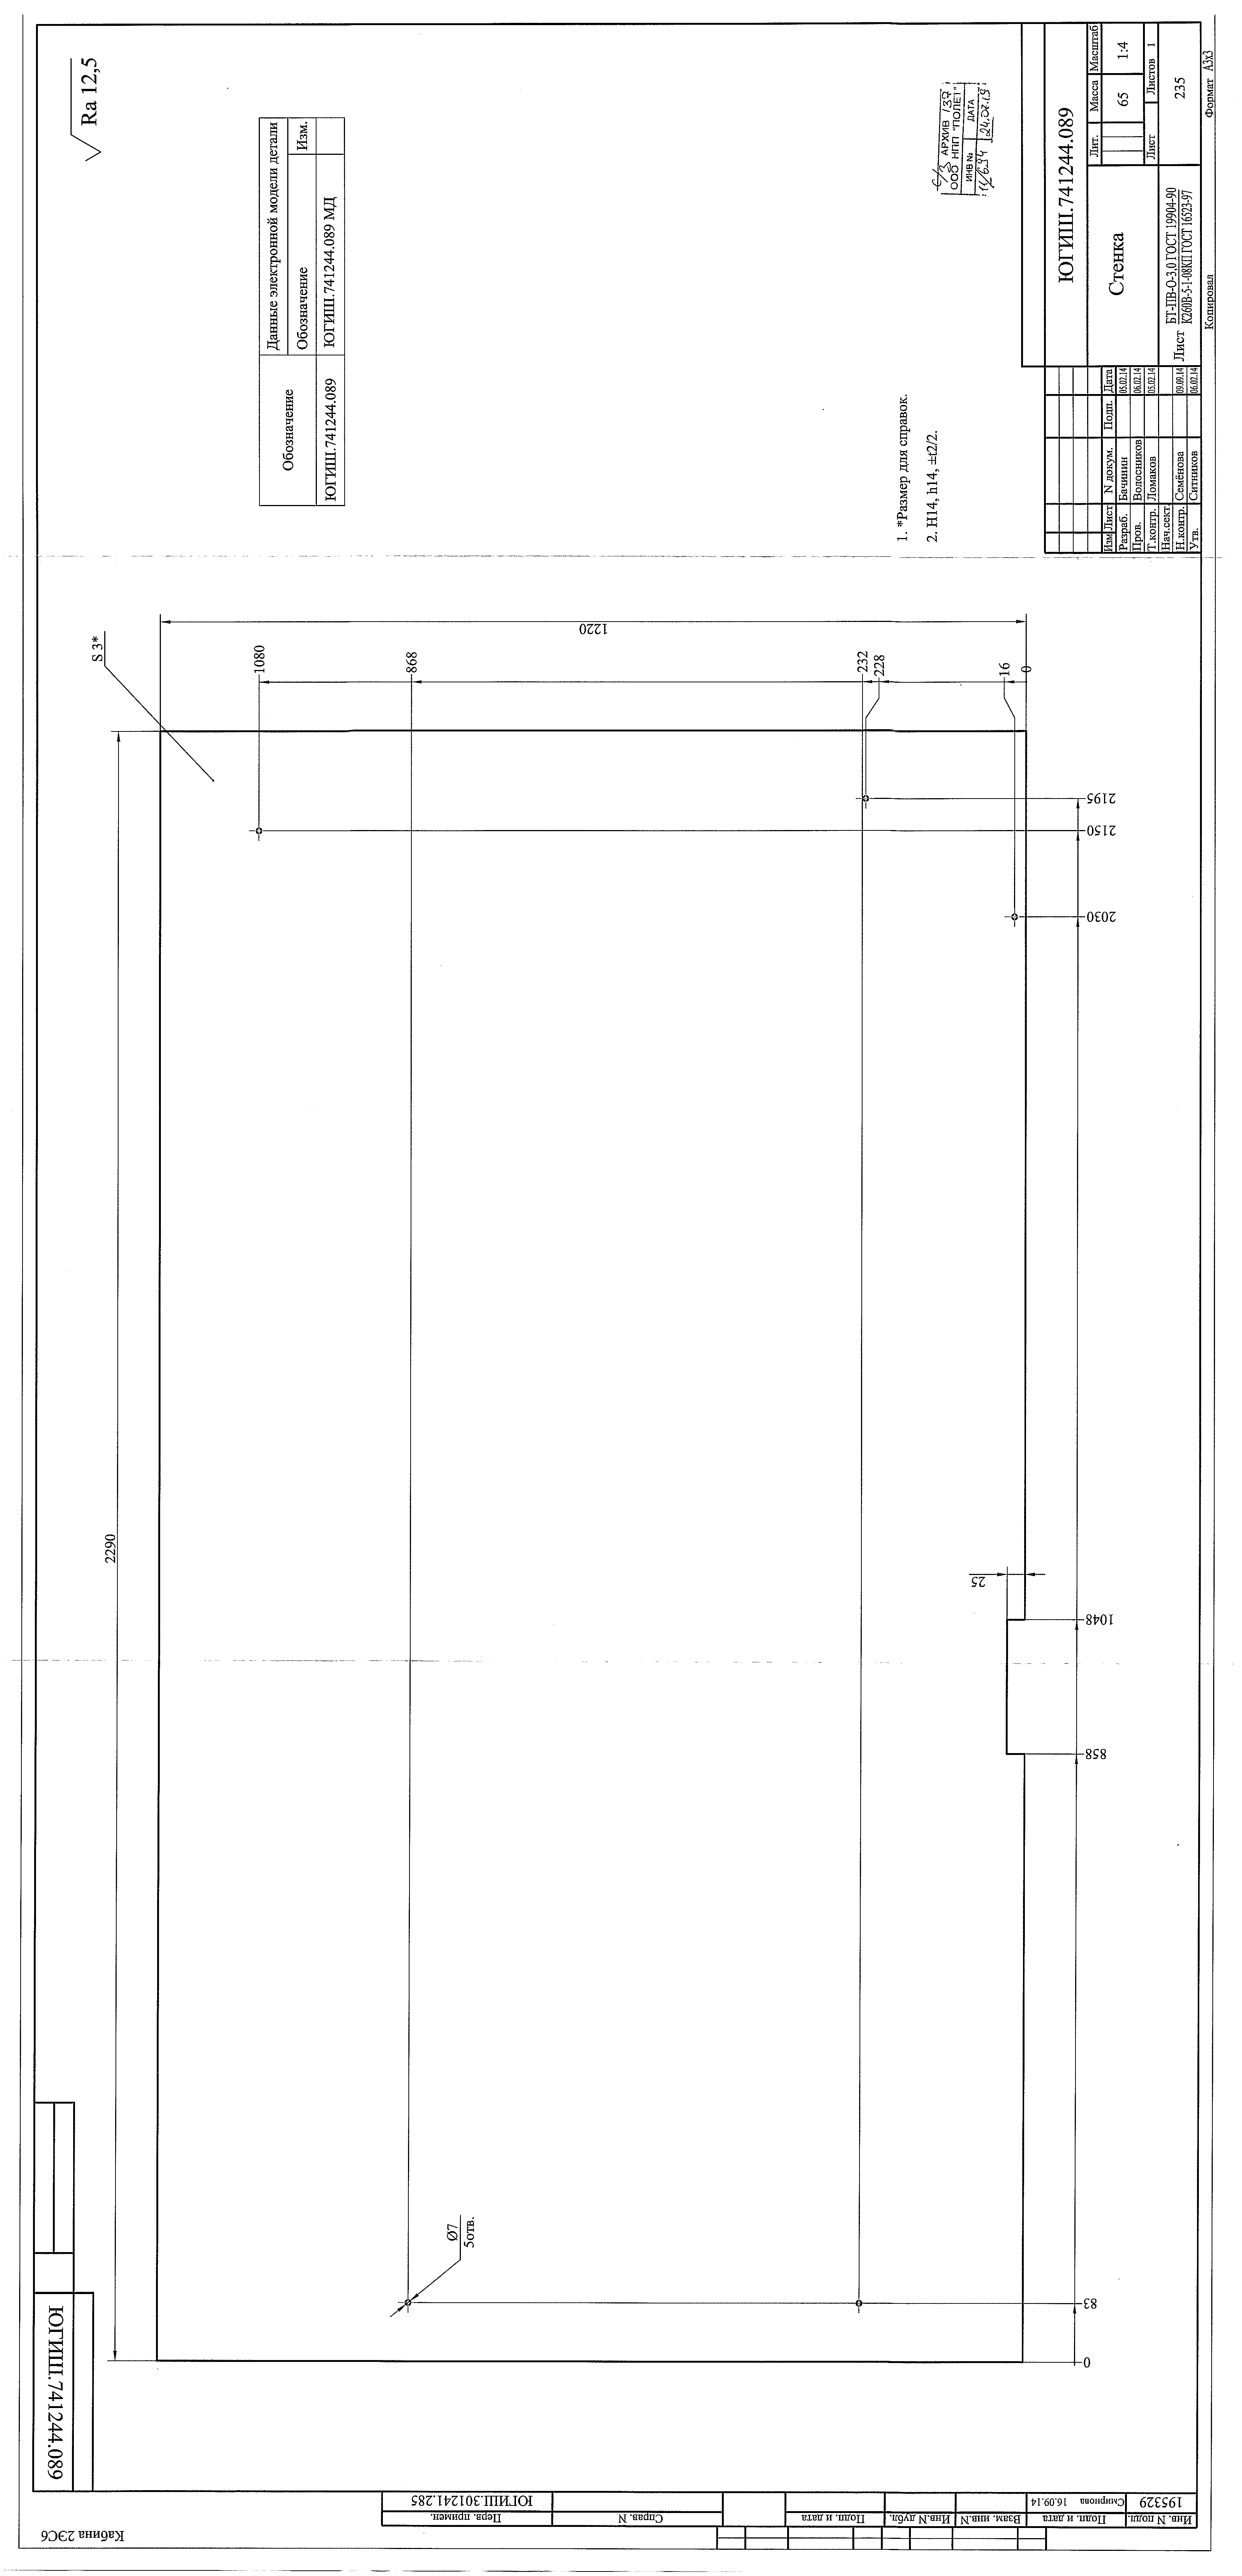 Ra 12,5
ЮГИШ.741244.089
Обозначение
Данные электронной модели детали
Обозначение
Изм.
ЮГИШ.741244.089
ЮГИШ.741244.089 МД
S 3*
2290
1220
1080
868
232
228
16
0
2195
2150
2030
1048
858
83
0
25
Ø7
5отв.
1. *Размер для справок.
2. H14, h14, ±t2/2.
АРХИВ 137
ООО НПП "ПОЛЕТ"
ИНВ №
ДАТА
24.07.19
ЮГИШ.741244.089
Изм
Лист
N докум.
Подп.
Дата
Разраб.
Бачинин
05.02.14
Пров.
Волосников
06.02.14
Т.контр.
Ломаков
05.02.14
Нач.сект.
Н.контр.
Семёнова
09.09.14
Утв.
Ситников
06.02.14
Стенка
Лит.
Масса
Масштаб
65
1:4
Лист
Листов 1
Лист БТ-ПВ-О-3,0 ГОСТ 19904-90
К260В-5-1-08КП ГОСТ 16523-97
235
Копировал
Формат А3х3
Кабина 2ЭС6
Перв. примен.
ЮГИШ.301241.285
Справ. N
Подп. и дата
Инв.N дубл.
Взам. инв.N
Подп. и дата
Смирнова 16.09.14
Инв. N подл.
195329